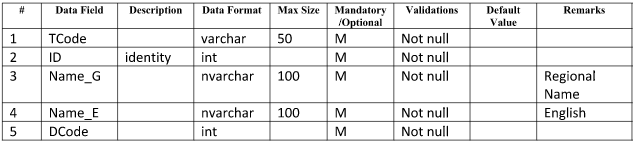 # Data Field Description Data Format Max Size Mandatory /Optional Validations Default Value Remarks
1 TCode varchar 50 M Not null
2 ID identity int M Not null
3 Name_G nvarchar 100 M Not null Regional Name
4 Name_E nvarchar 100 M Not null English
5 DCode int M Not null